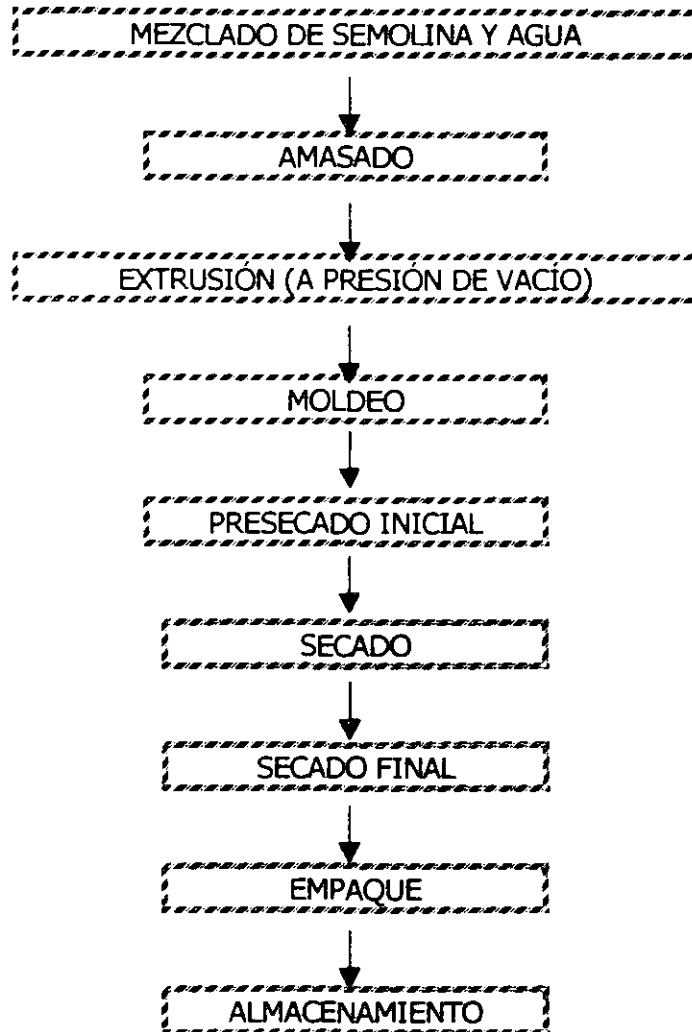 MEZCLADO DE SEMOLINA Y AGUA
AMASADO
EXTRUSIÓN (A PRESIÓN DE VACÍO)
MOLDEO
PRESECADO INICIAL
SECADO
SECADO FINAL
EMPAQUE
ALMACENAMIENTO